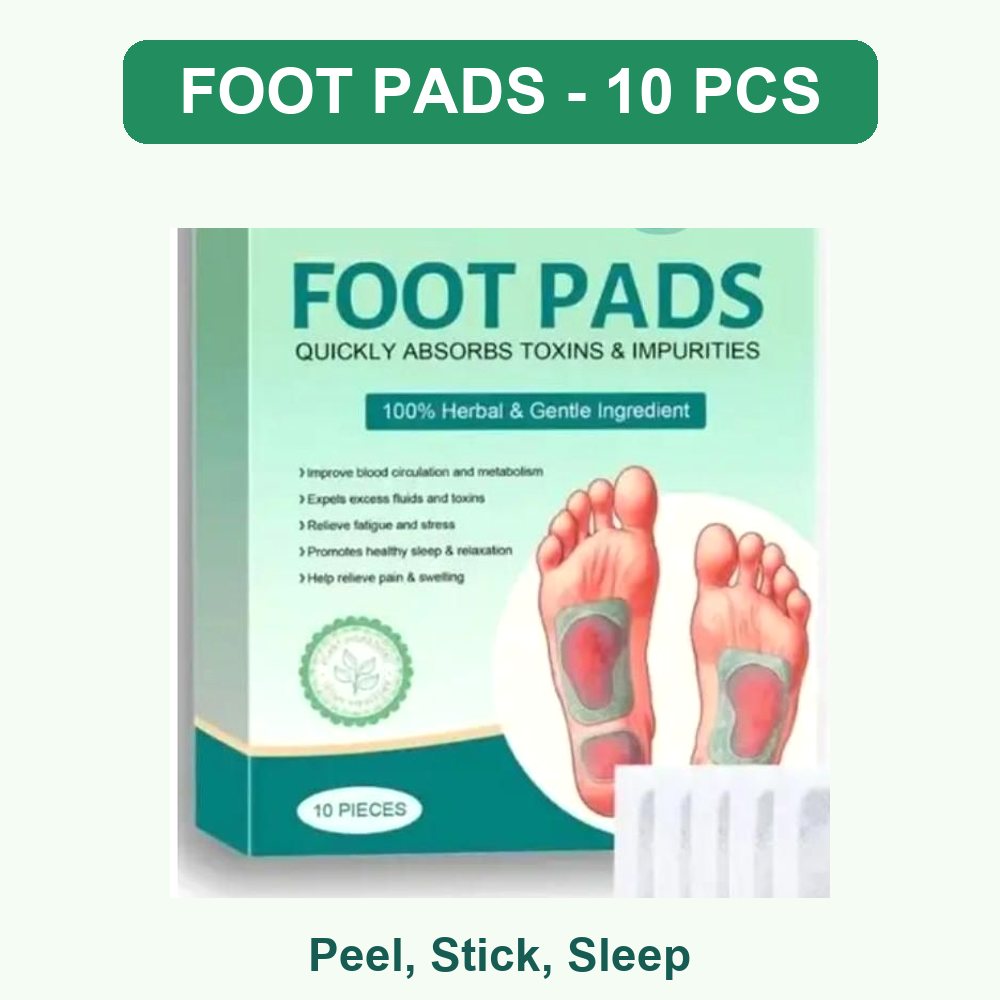 FOOT PADS - 10 PCS
FOOT PADS
QUICKLY ABSORBS TOXINS & IMPURITIES
100% Herbal & Gentle Ingredient
Improve blood circulation and metabolism
Expels excess fluids and toxins
Relieve fatigue and stress
Promotes healthy sleep & relaxation
Help relieve pain & swelling
10 PIECES
Peel, Stick, Sleep